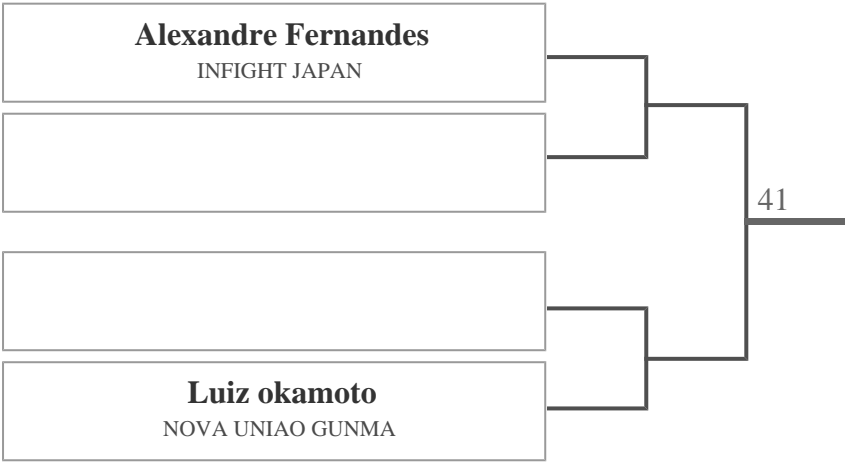 Alexandre Fernandes
INFIGHT JAPAN
41
Luiz okamoto
NOVA UNIAO GUNMA